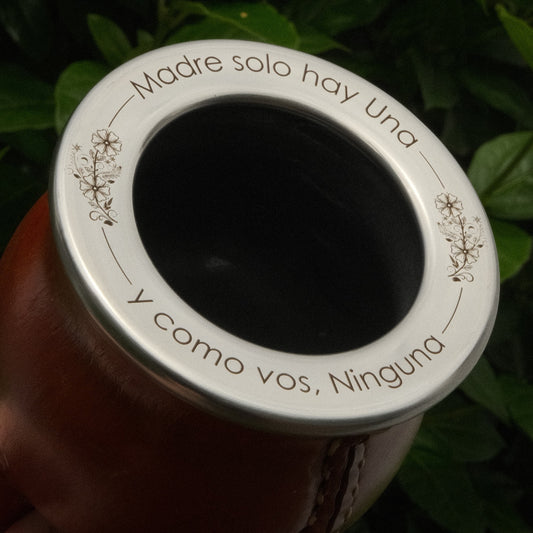 Madre solo hay Una
y como vos, Ninguna